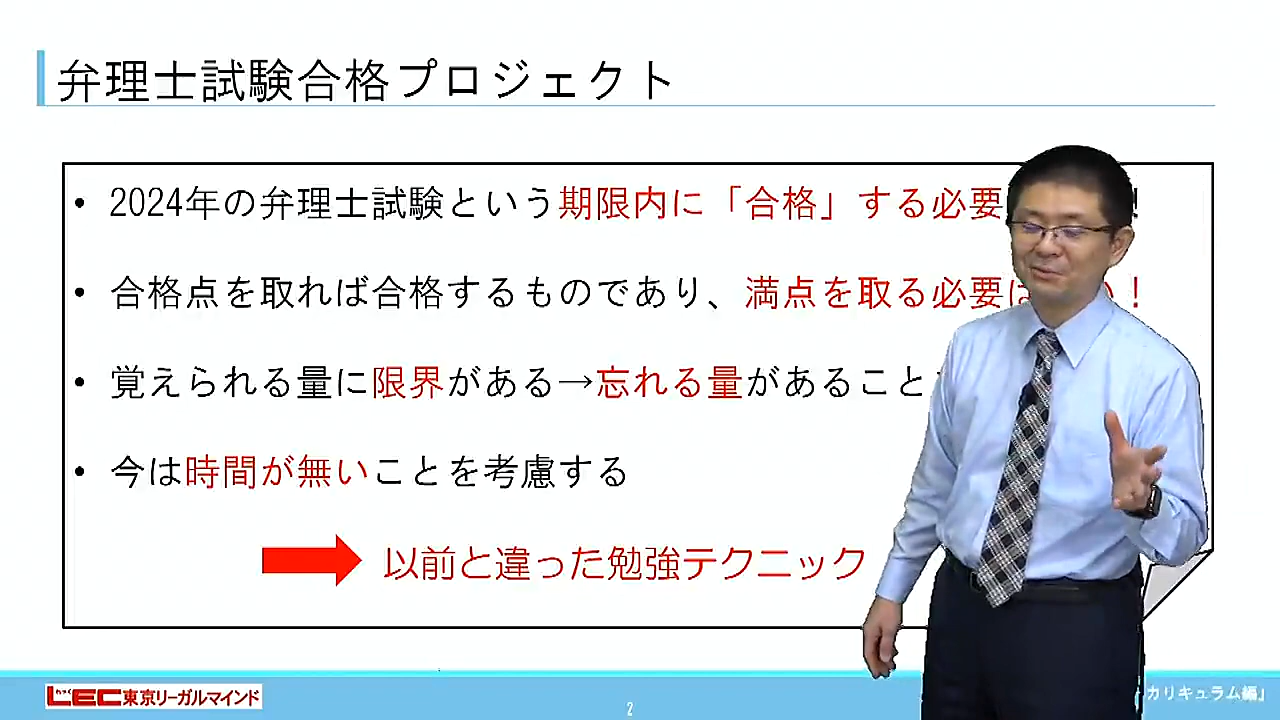 弁理士試験合格プロジェクト
• 2024年の弁理士試験という期限内に「合格」する必要 !
• 合格点を取れば合格するものであり、満点を取る必要は !
• 覚えられる量に限界がある→忘れる量があること
• 今は時間が無いことを考慮する
以前と違った勉強テクニック
LEC東京リーガルマインド
2
カリキュラム編」